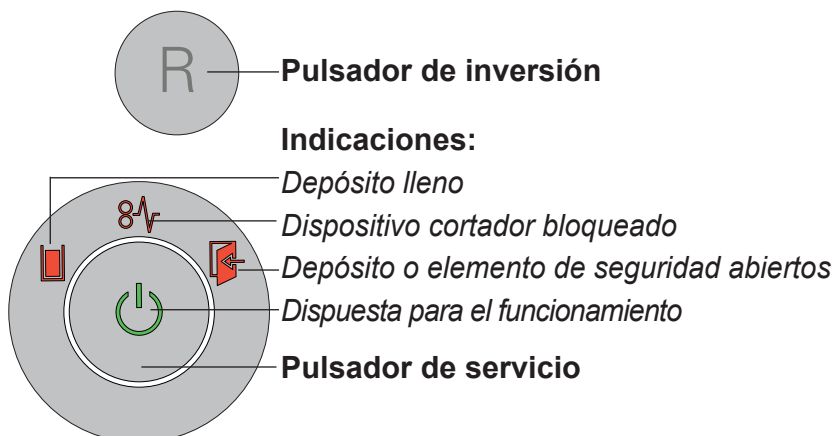 R
Pulsador de inversión
Indicaciones:
Depósito lleno
Dispositivo cortador bloqueado
Depósito o elemento de seguridad abiertos
Dispuesta para el funcionamiento
Pulsador de servicio